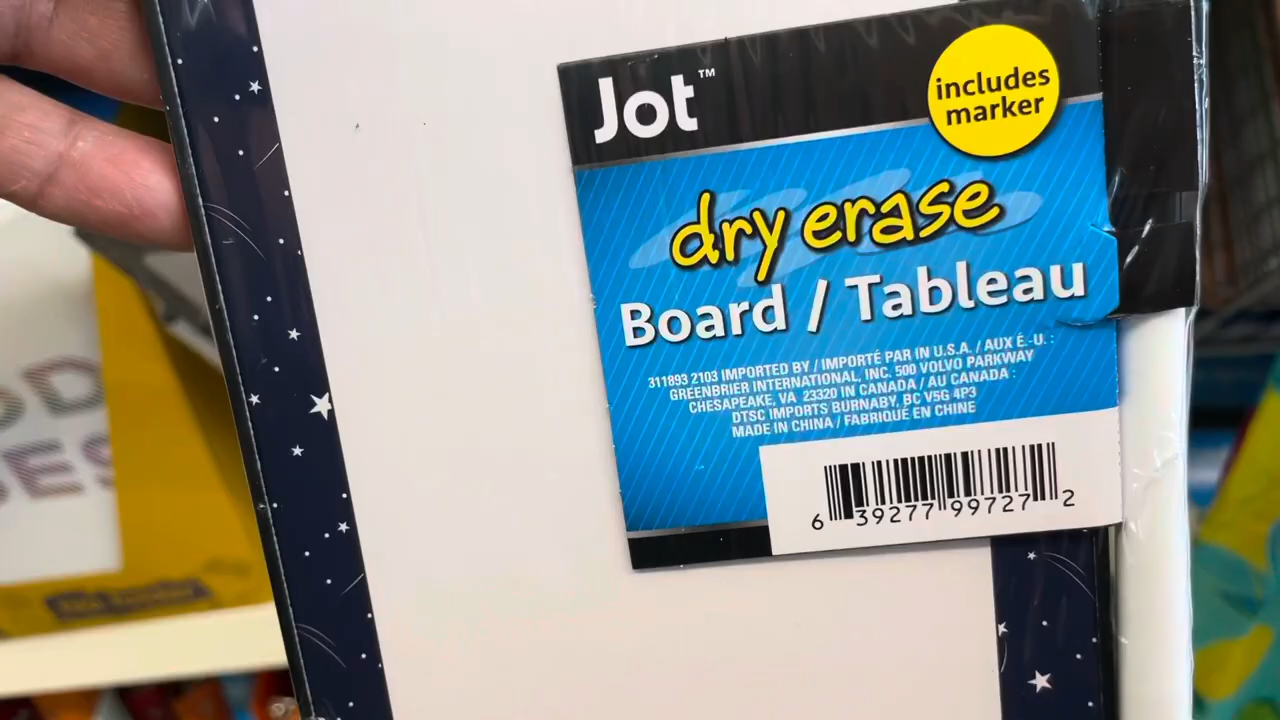 Jot™
includes
marker
dry erase
Board / Tableau
311893 2103 IMPORTED BY / IMPORTÉ PAR IN U.S.A. / AUX É.-U. :
GREENBRIER INTERNATIONAL, INC. 500 VOLVO PARKWAY
CHESAPEAKE, VA 23320 IN CANADA / AU CANADA :
DTSC IMPORTS BURNABY, BC V5G 4P3
MADE IN CHINA / FABRIQUÉ EN CHINE
6 39277 99727 2